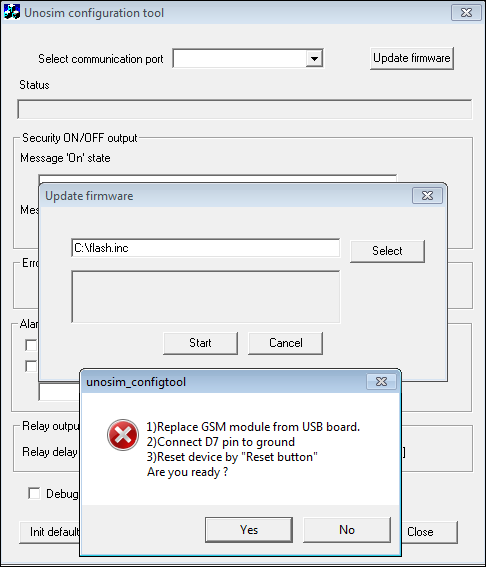 Unosim configuration tool
Select communication port
Update firmware
Status
Security ON/OFF output
Message 'On' state
Mes
Update firmware
C:\flash.inc
Select
Erro
Start
Cancel
Alar
unosim_configtool
1)Replace GSM module from USB board.
2)Connect D7 pin to ground
3)Reset device by "Reset button"
Are you ready ?
Relay outpu
Relay delay
]
Debug
Yes
No
Init default
Close